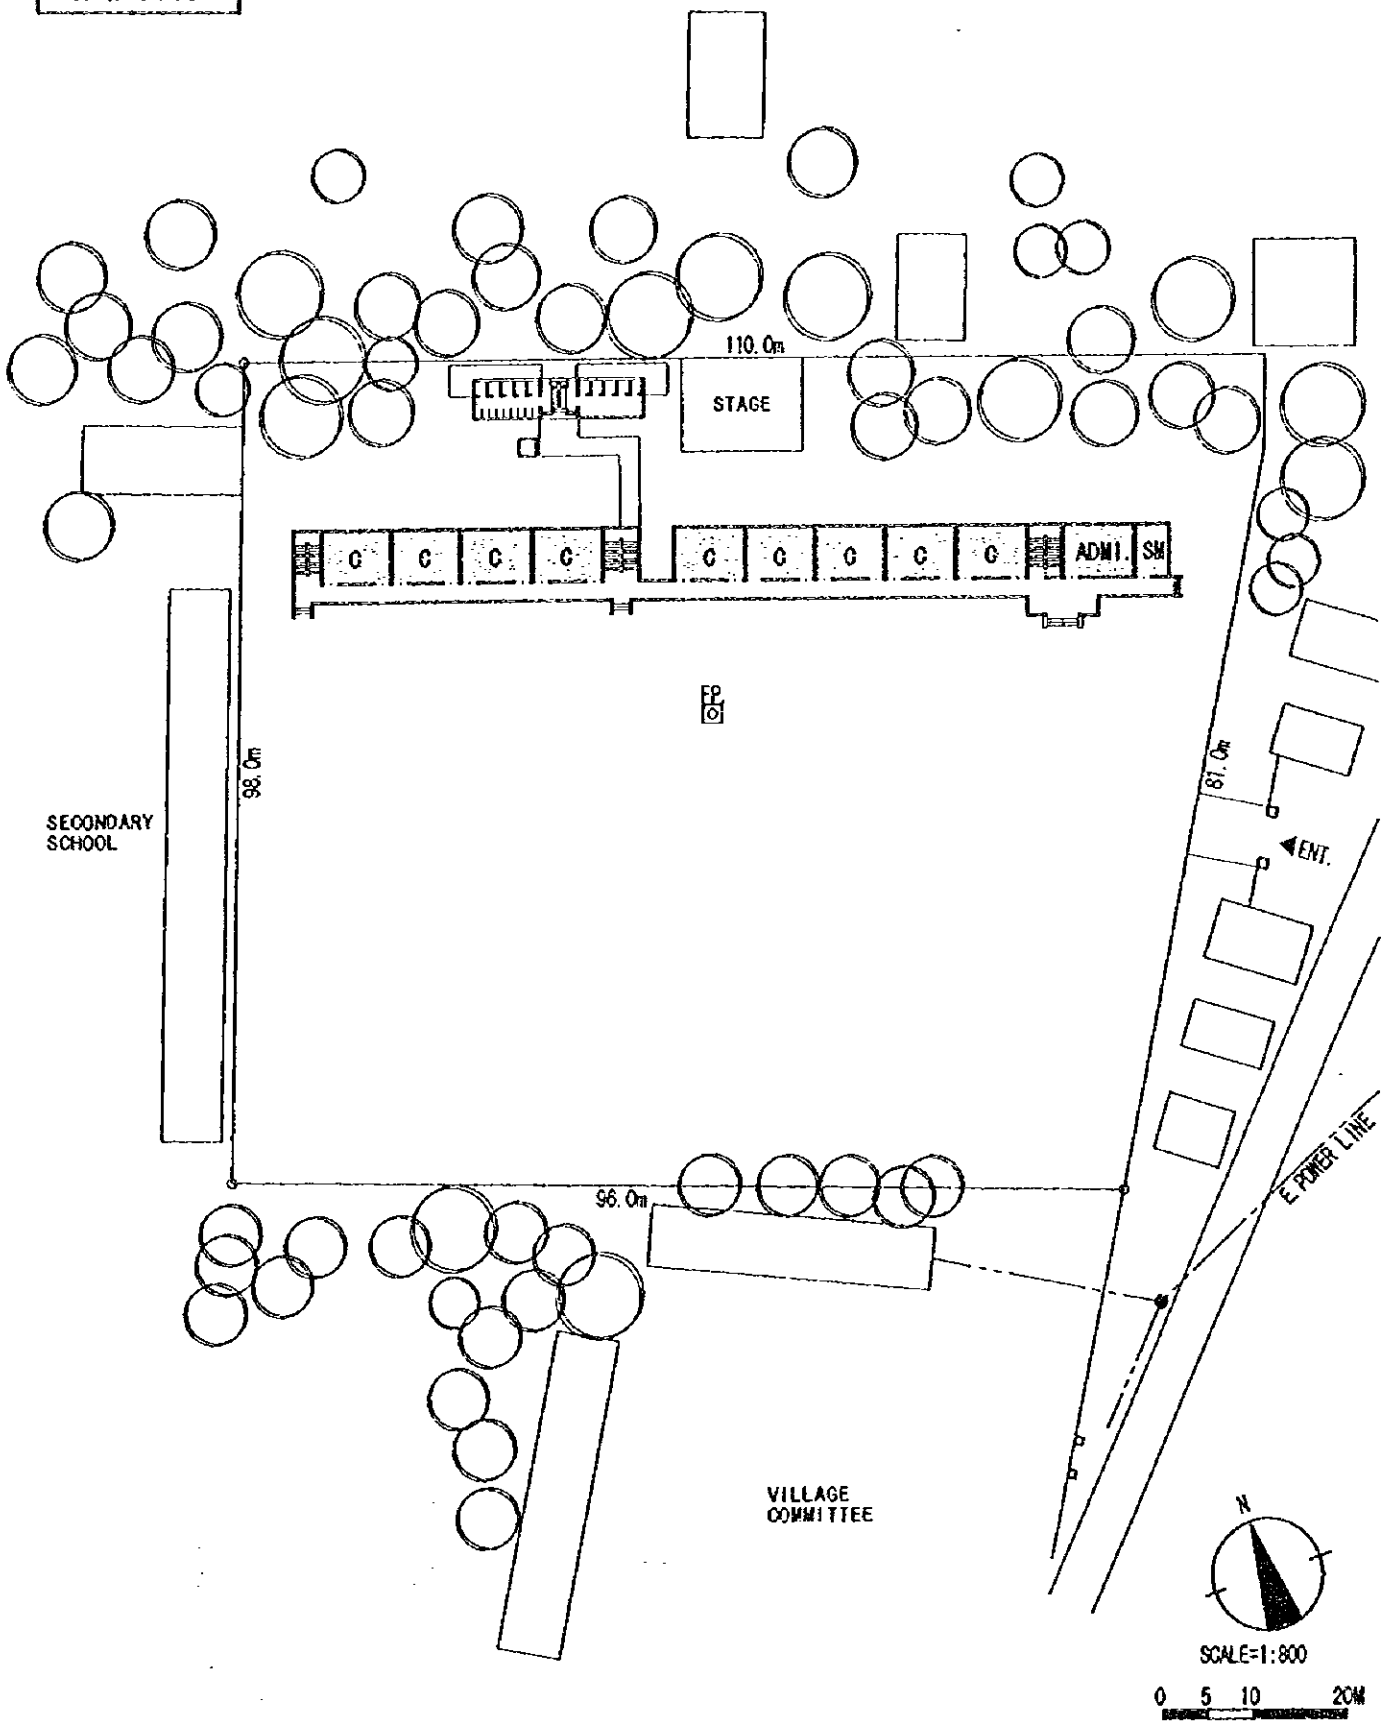 110.0m
STAGE
C C C C C C C C C ADMI. SM
FP.
98.0m
81.0m
SECONDARY
SCHOOL
ENT.
E.POWER LINE
96.0m
VILLAGE
COMMITTEE
N
SCALE=1:800
0 5 10 20M